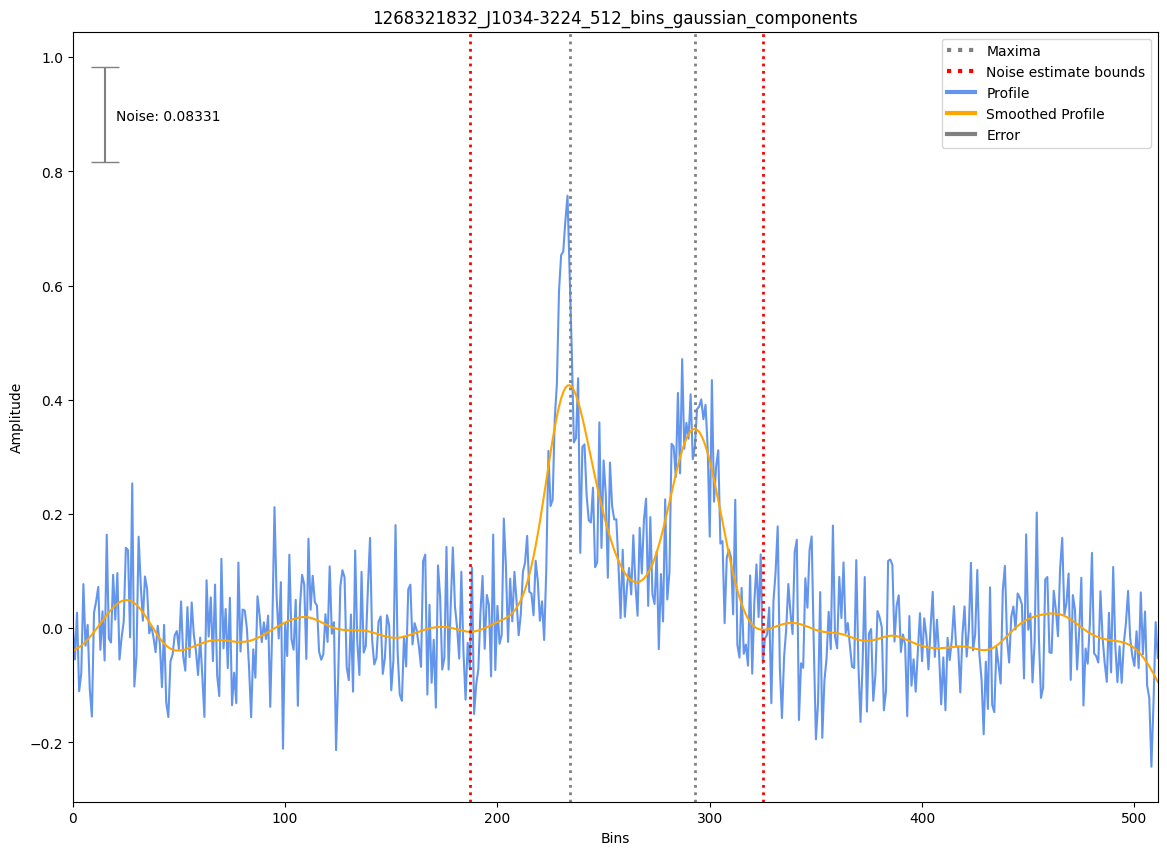 1268321832_J1034-3224_512_bins_gaussian_components
Maxima
Noise estimate bounds
Profile
Smoothed Profile
Error
Noise: 0.08331
1.0
0.8
0.6
0.4
0.2
0.0
−0.2
Amplitude
0 100 200 300 400 500
Bins